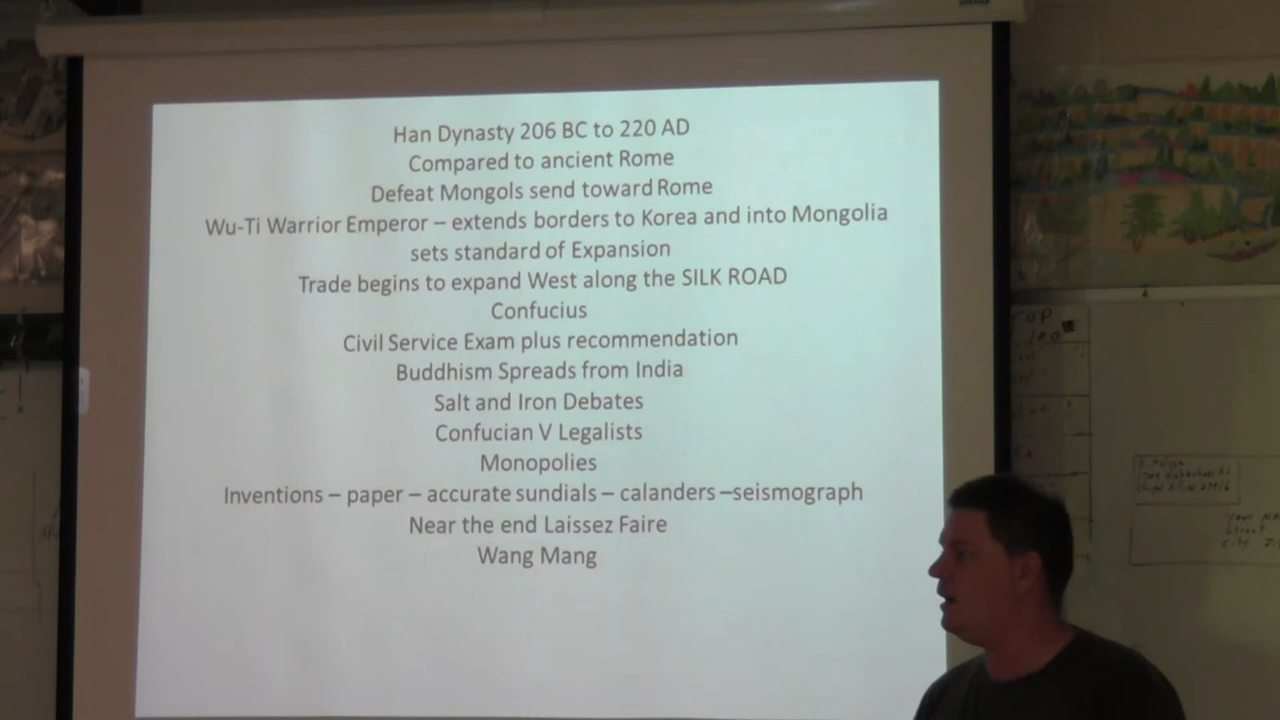 Han Dynasty 206 BC to 220 AD
Compared to ancient Rome
Defeat Mongols send toward Rome
Wu-Ti Warrior Emperor – extends borders to Korea and into Mongolia
sets standard of Expansion
Trade begins to expand West along the SILK ROAD
Confucius
Civil Service Exam plus recommendation
Buddhism Spreads from India
Salt and Iron Debates
Confucian V Legalists
Monopolies
Inventions – paper – accurate sundials – calanders –seismograph
Near the end Laissez Faire
Wang Mang
TOP
100